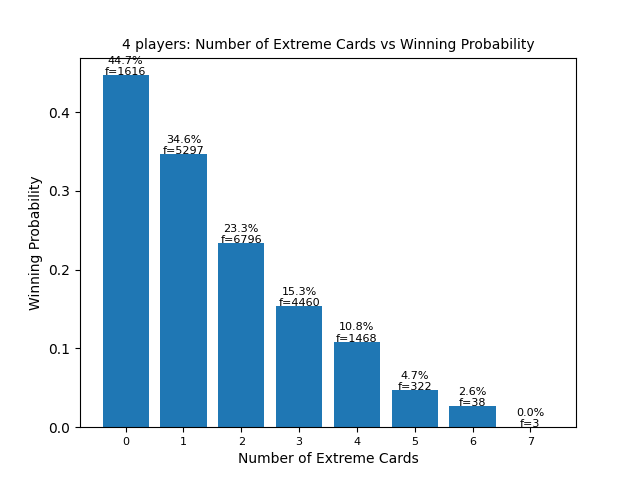 4 players: Number of Extreme Cards vs Winning Probability
44.7%
f=1616
34.6%
f=5297
23.3%
f=6796
15.3%
f=4460
10.8%
f=1468
4.7%
f=322
2.6%
f=38
0.0%
f=3
Winning Probability
0.4
0.3
0.2
0.1
0.0
0 1 2 3 4 5 6 7
Number of Extreme Cards